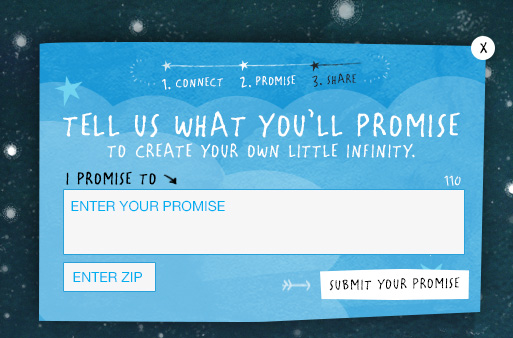 X
1. CONNECT 2. PROMISE 3. SHARE
TELL US WHAT YOU'LL PROMISE
TO CREATE YOUR OWN LITTLE INFINITY.
I PROMISE TO
110
ENTER YOUR PROMISE
ENTER ZIP
SUBMIT YOUR PROMISE